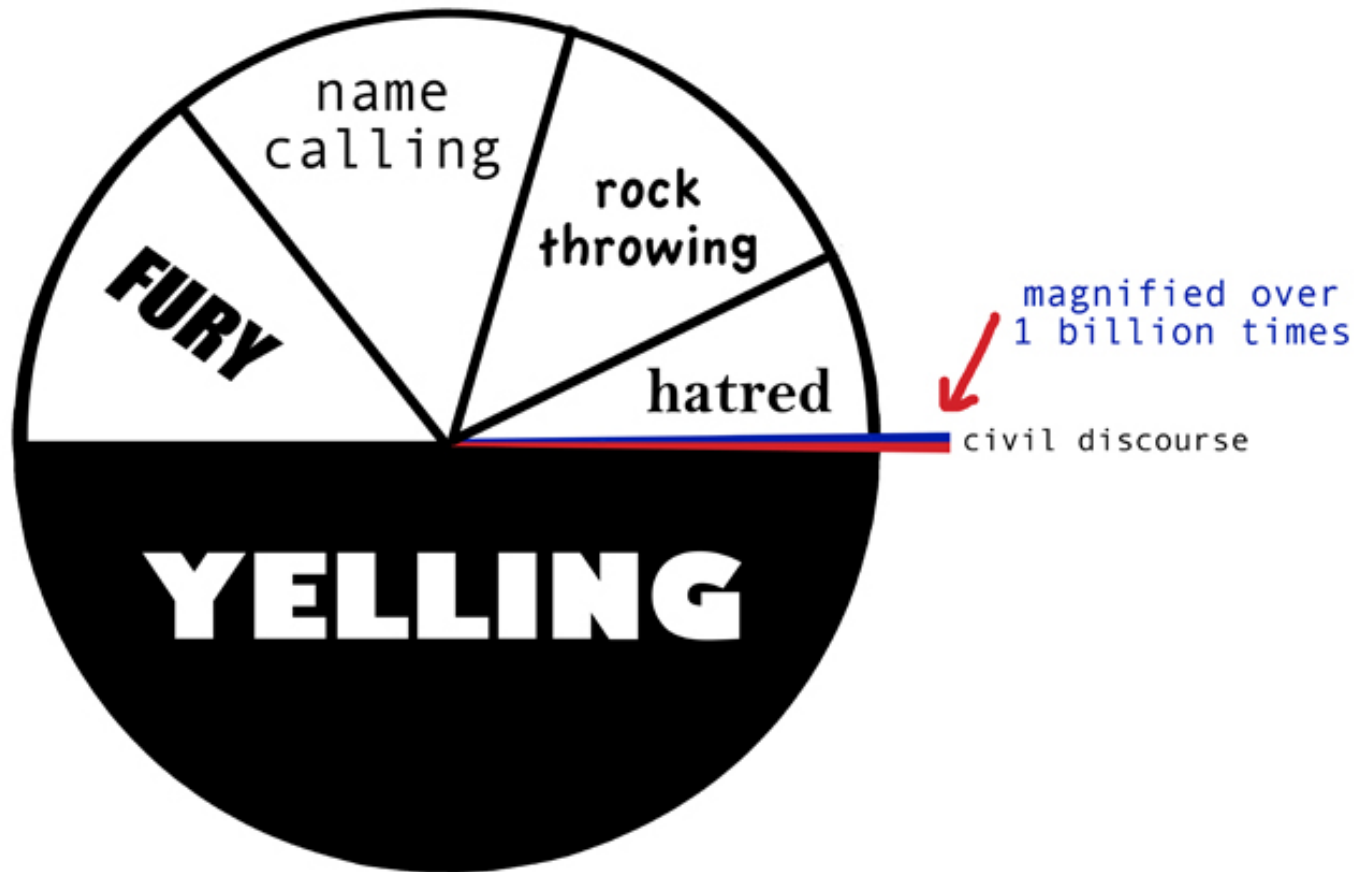 name
calling
rock
throwing
FURY
magnified over
1 billion times
hatred
civil discourse
YELLING